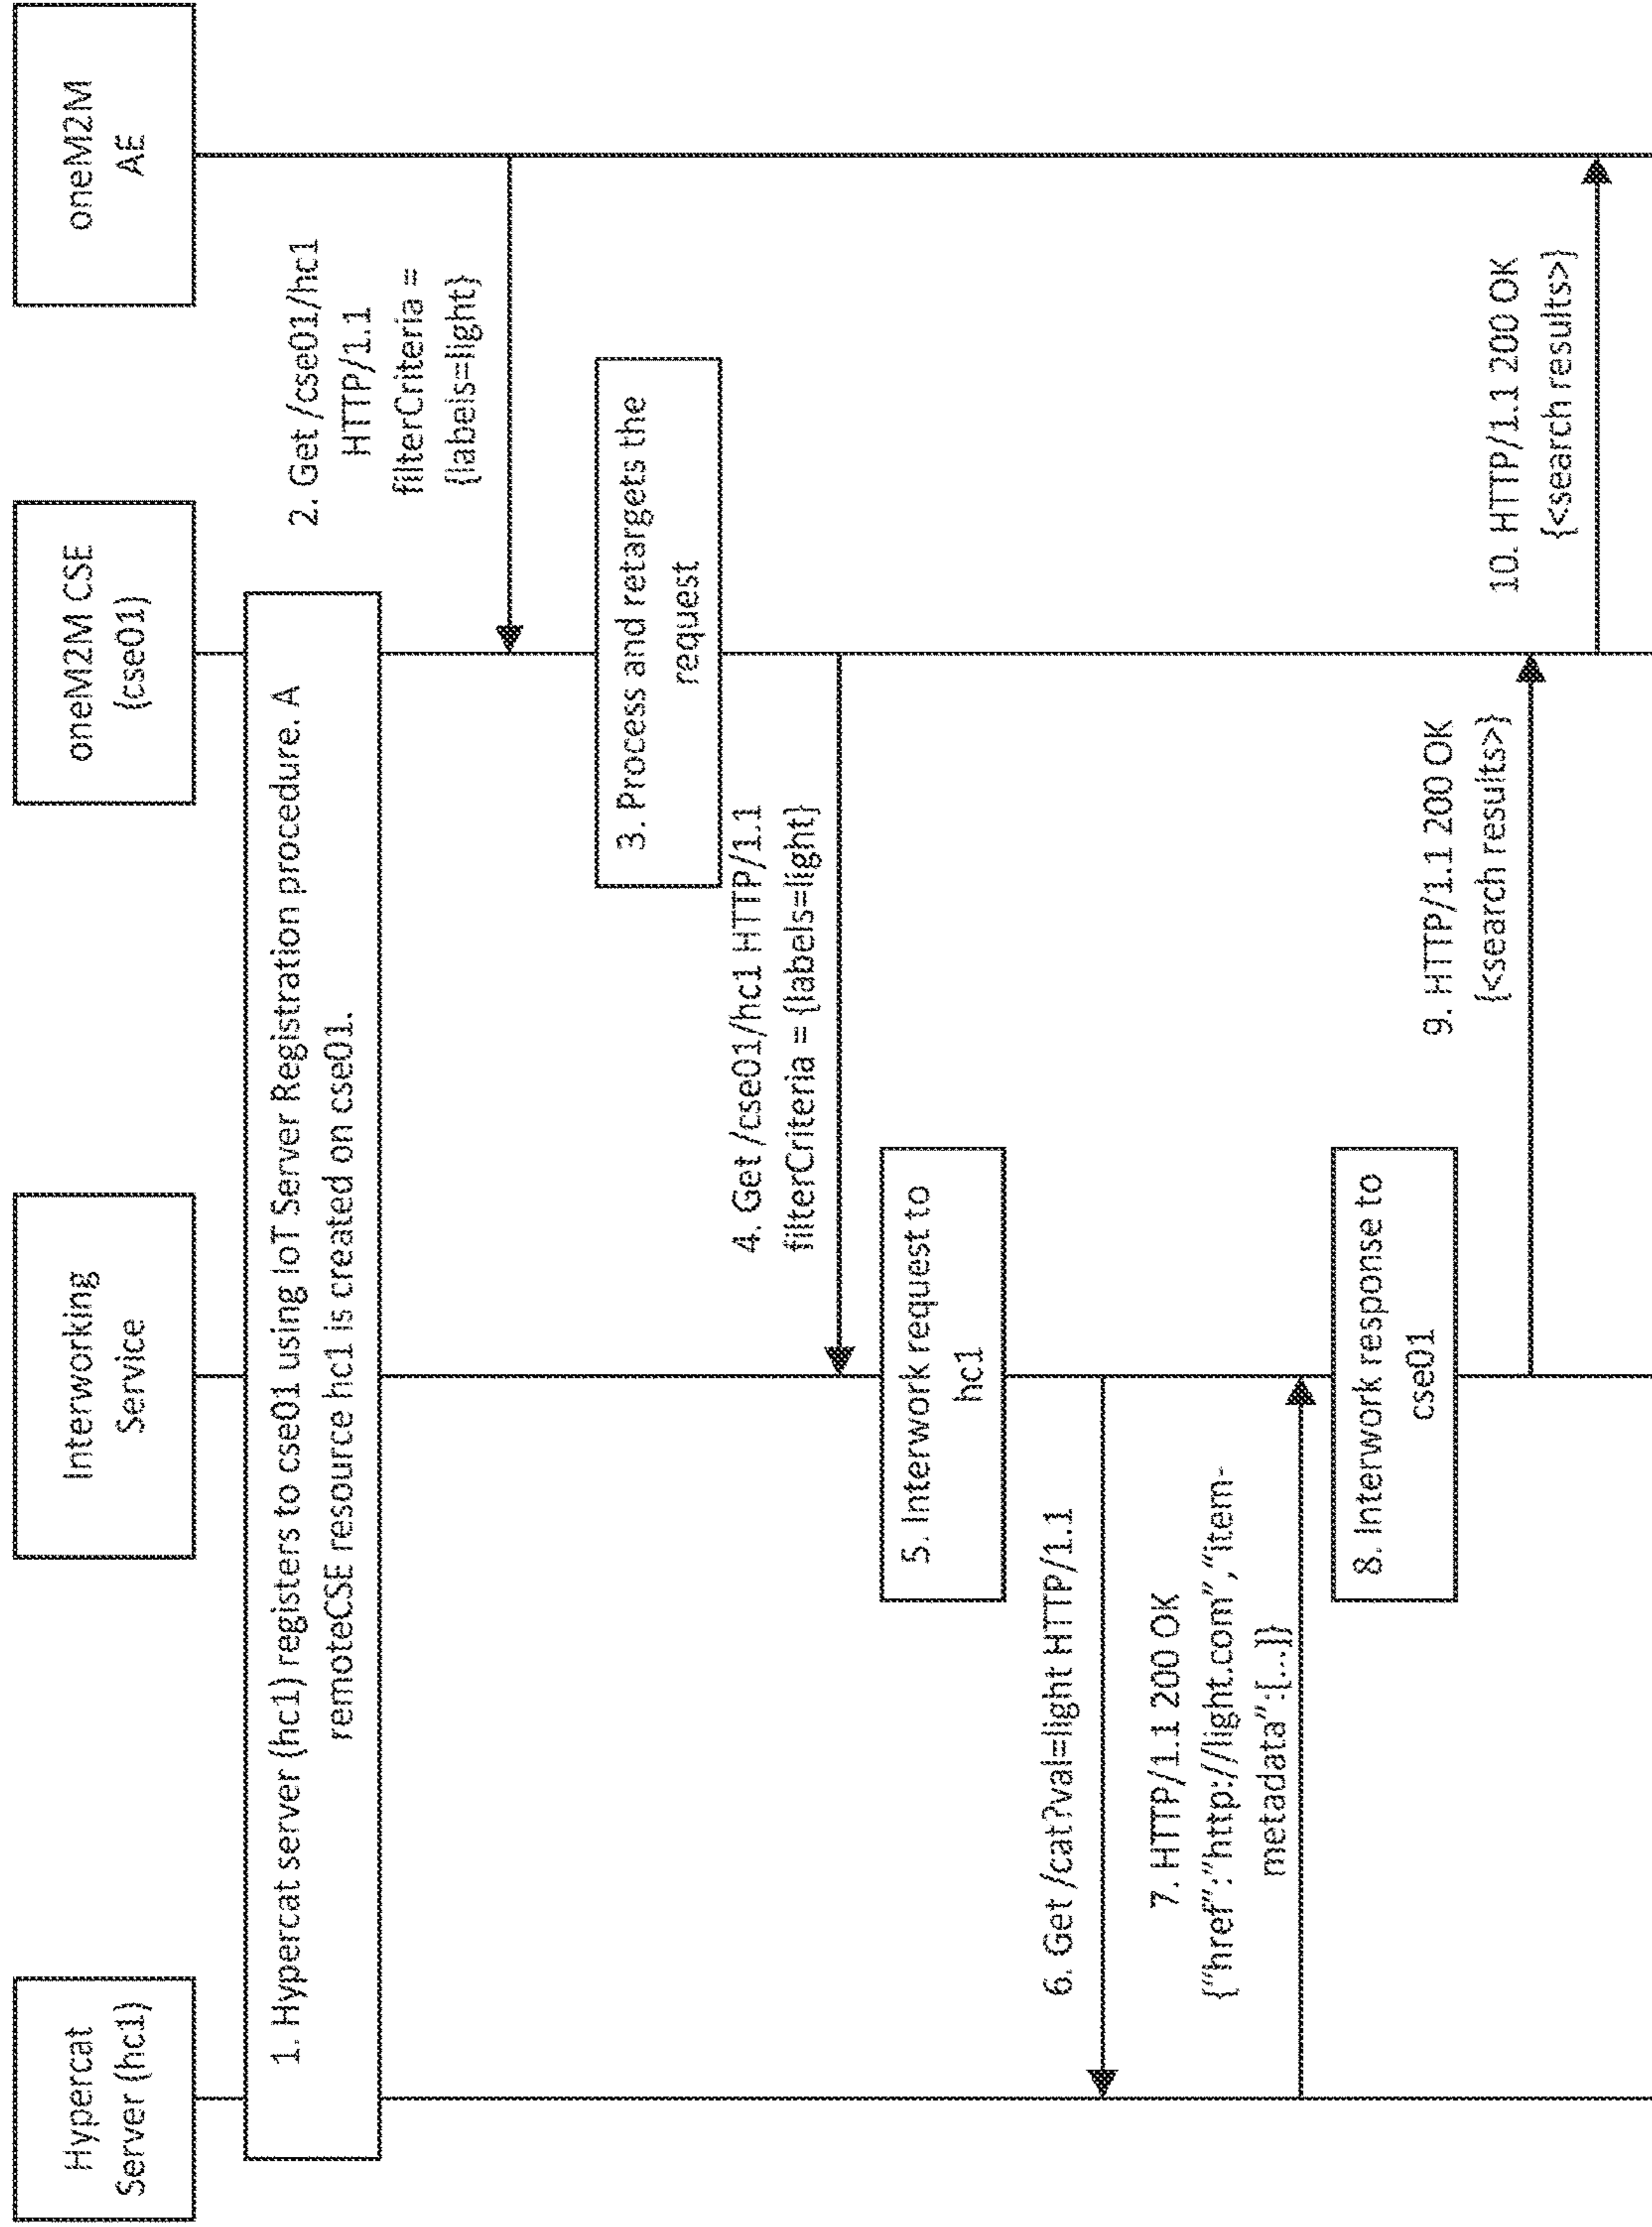 Hypercat
Server (hc1)
Interworking
Service
oneM2M CSE
(cse01)
oneM2M
AE
1. Hypercat server (hc1) registers to cse01 using IoT Server Registration procedure. A
remoteCSE resource hc1 is created on cse01.
2. Get /cse01/hc1
HTTP/1.1
filterCriteria =
{labels=light}
3. Process and retargets the
request
4. Get /cse01/hc1 HTTP/1.1
filterCriteria = {labels=light}
5. Interwork request to
hc1
6. Get /cat?val=light HTTP/1.1
7. HTTP/1.1 200 OK
{"href":"http://light.com","item-
metadata":[...]}
8. Interwork response to
cse01
9. HTTP/1.1 200 OK
{<search results>}
10. HTTP/1.1 200 OK
{<search results>}